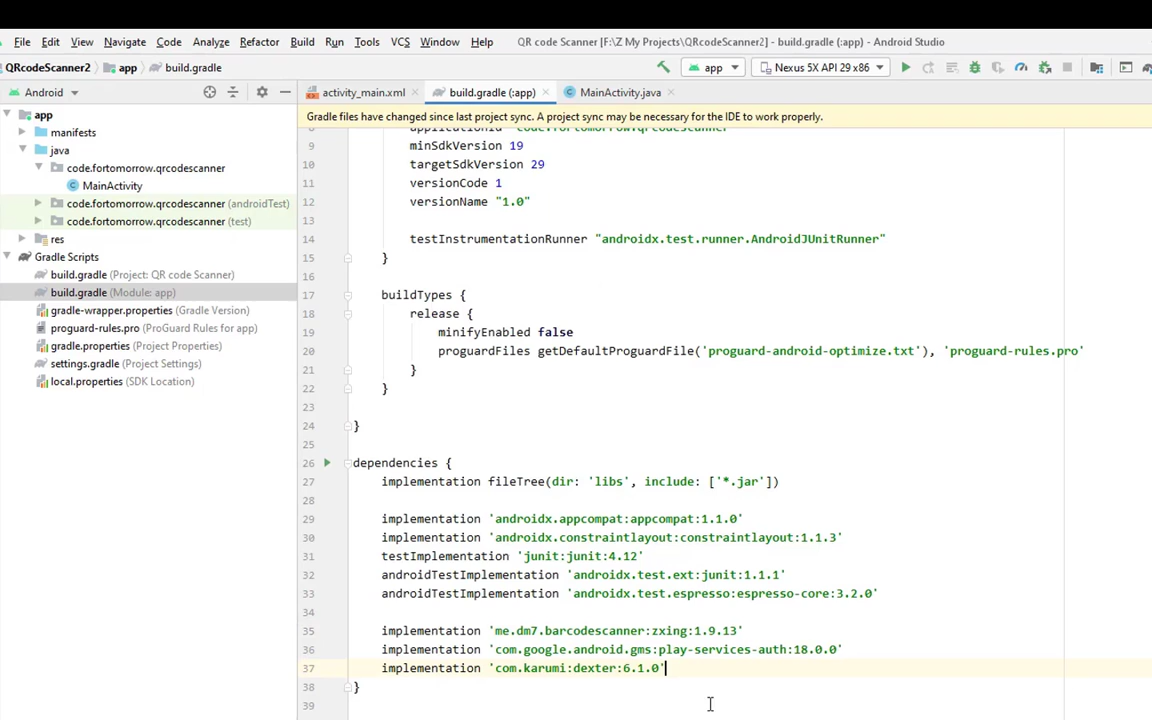 File Edit View Navigate Code Analyze Refactor Build Run Tools VCS Window Help QR code Scanner [F:\Z My Projects\QRcodeScanner2] - build.gradle (:app) - Android Studio
QRcodeScanner2 app build.gradle app Nexus 5X API 29 x86
Android activity_main.xml build.gradle (:app) MainActivity.java
Gradle files have changed since last project sync. A project sync may be necessary for the IDE to work properly.
app
manifests
java
code.fortomorrow.qrcodescanner
MainActivity
code.fortomorrow.qrcodescanner (androidTest)
code.fortomorrow.qrcodescanner (test)
res
Gradle Scripts
build.gradle (Project: QR code Scanner)
build.gradle (Module: app)
gradle-wrapper.properties (Gradle Version)
proguard-rules.pro (ProGuard Rules for app)
gradle.properties (Project Properties)
settings.gradle (Project Settings)
local.properties (SDK Location)
8 applicationId "code.fortomorrow.qrcodescanner"
9 minSdkVersion 19
10 targetSdkVersion 29
11 versionCode 1
12 versionName "1.0"
13
14 testInstrumentationRunner "androidx.test.runner.AndroidJUnitRunner"
15 }
16
17 buildTypes {
18 release {
19 minifyEnabled false
20 proguardFiles getDefaultProguardFile('proguard-android-optimize.txt'), 'proguard-rules.pro'
21 }
22 }
23
24 }
25
26 dependencies {
27 implementation fileTree(dir: 'libs', include: ['*.jar'])
28
29 implementation 'androidx.appcompat:appcompat:1.1.0'
30 implementation 'androidx.constraintlayout:constraintlayout:1.1.3'
31 testImplementation 'junit:junit:4.12'
32 androidTestImplementation 'androidx.test.ext:junit:1.1.1'
33 androidTestImplementation 'androidx.test.espresso:espresso-core:3.2.0'
34
35 implementation 'me.dm7.barcodescanner:zxing:1.9.13'
36 implementation 'com.google.android.gms:play-services-auth:18.0.0'
37 implementation 'com.karumi:dexter:6.1.0'
38 }
39